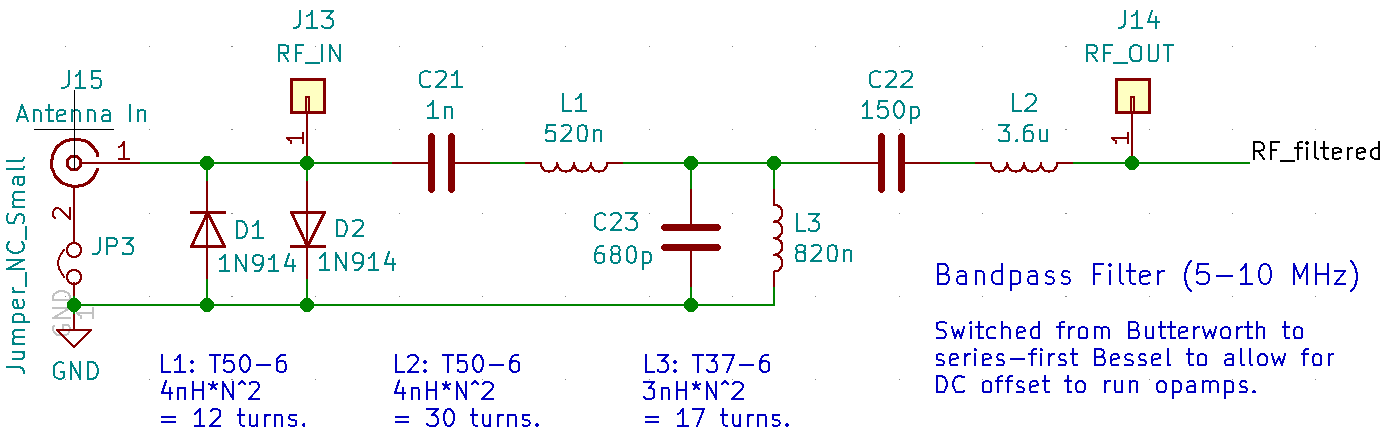 J13
RF_IN
J14
RF_OUT
J15
Antenna In
C21
1n
L1
520n
C22
150p
L2
3.6u
1
1
1
RF_filtered
2
Jumper_NC_Small
JP3
D1
1N914
D2
1N914
C23
680p
L3
820n
GND
1
GND
Bandpass Filter (5-10 MHz)
Switched from Butterworth to
series-first Bessel to allow for
DC offset to run opamps.
L1: T50-6
4nH*N^2
= 12 turns.
L2: T50-6
4nH*N^2
= 30 turns.
L3: T37-6
3nH*N^2
= 17 turns.